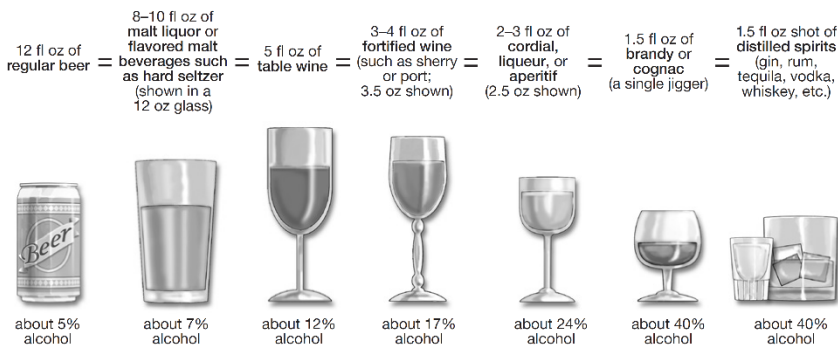 12 fl oz of
regular beer
=
8–10 fl oz of
malt liquor or
flavored malt
beverages such
as hard seltzer
(shown in a
12 oz glass)
=
5 fl oz of
table wine
=
3–4 fl oz of
fortified wine
(such as sherry
or port;
3.5 oz shown)
=
2–3 fl oz of
cordial,
liqueur, or
aperitif
(2.5 oz shown)
=
1.5 fl oz of
brandy or
cognac
(a single jigger)
=
1.5 fl oz shot of
distilled spirits
(gin, rum,
tequila, vodka,
whiskey, etc.)
Beer
about 5%
alcohol
about 7%
alcohol
about 12%
alcohol
about 17%
alcohol
about 24%
alcohol
about 40%
alcohol
about 40%
alcohol